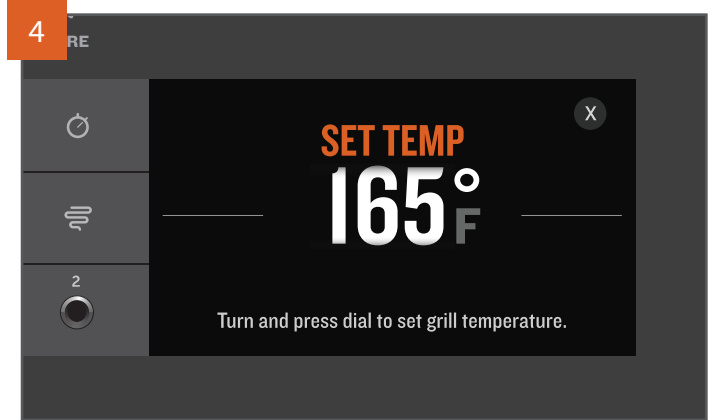 4
RE
X
SET TEMP
165°
F
2
Turn and press dial to set grill temperature.